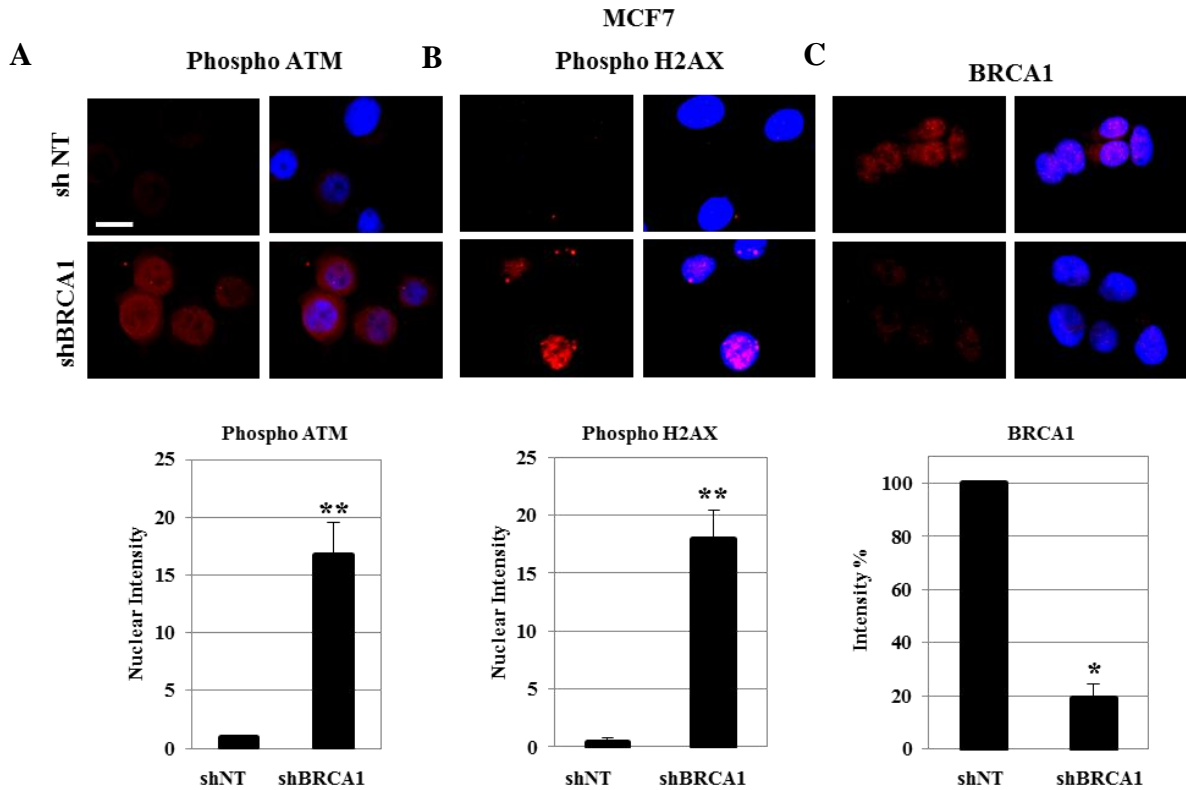 MCF7
A
Phospho ATM
B
Phospho H2AX
C
BRCA1
sh NT
shBRCA1
Phospho ATM
Nuclear Intensity
25
20
15
10
5
0
**
shNT
shBRCA1
Phospho H2AX
Nuclear Intensity
25
20
15
10
5
0
**
shNT
shBRCA1
BRCA1
Intensity %
100
80
60
40
20
0
*
shNT
shBRCA1